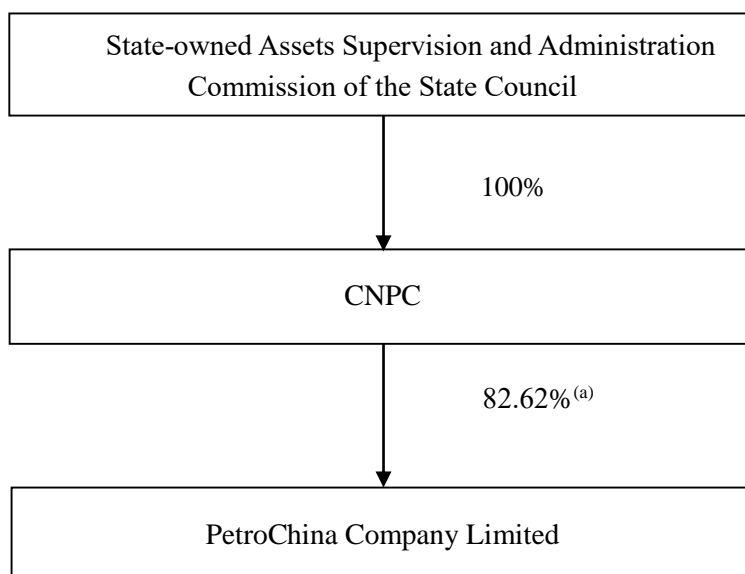 State-owned Assets Supervision and Administration
Commission of the State Council
100%
CNPC
82.62% (a)
PetroChina Company Limited